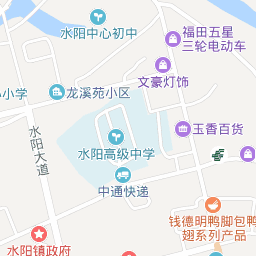 水阳中心初中
福田五星
三轮电动车
文豪灯饰
龙溪苑小区
心小学
玉香百货
水阳大道
水阳高级中学
中通快递
钱德明鸭脚包鸭
翅系列产品
水阳镇政府